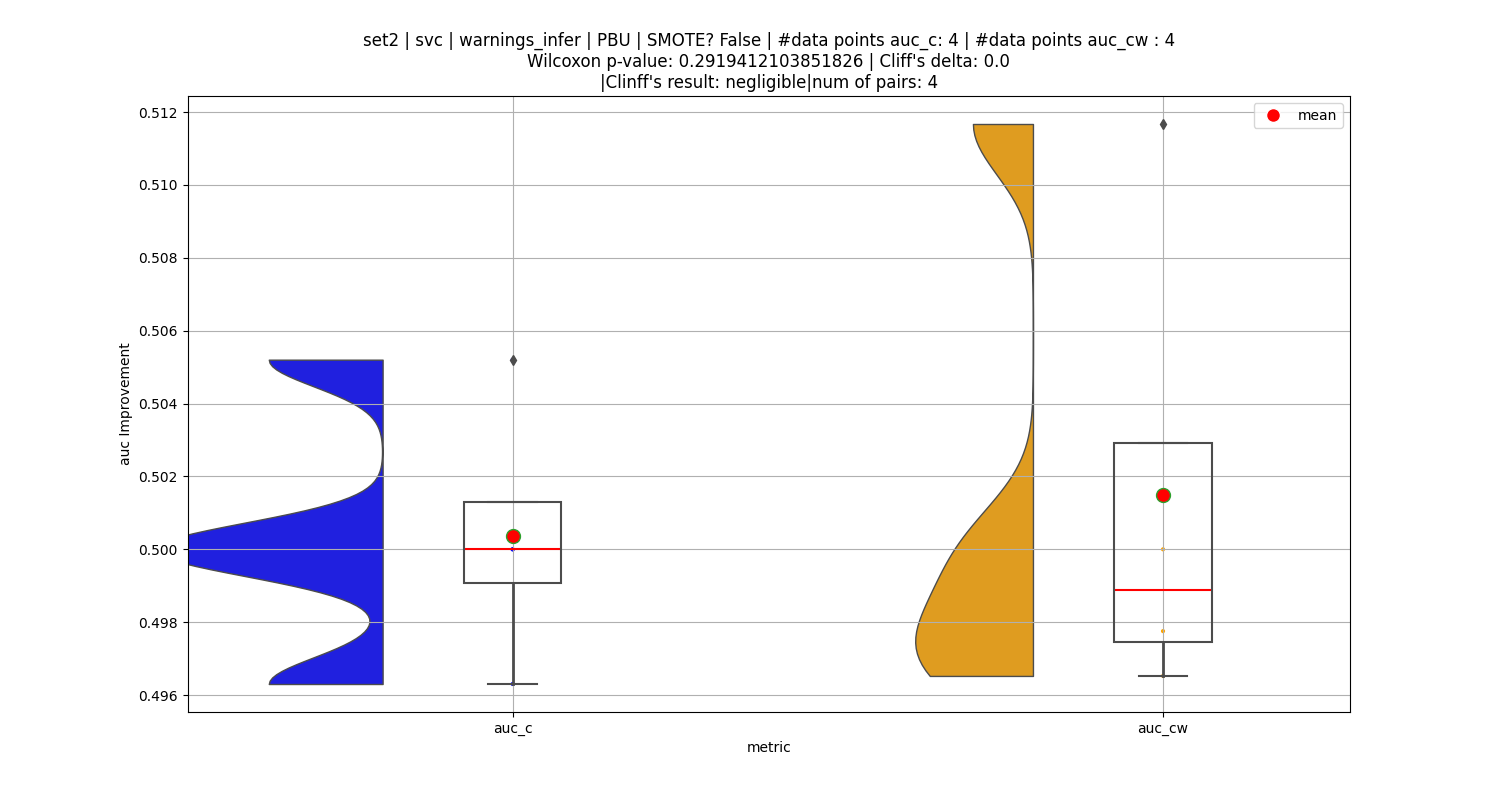 set2 | svc | warnings_infer | PBU | SMOTE? False | #data points auc_c: 4 | #data points auc_cw : 4
Wilcoxon p-value: 0.2919412103851826 | Cliff's delta: 0.0
|Clinff's result: negligible|num of pairs: 4
mean
0.512
0.510
0.508
0.506
0.504
0.502
0.500
0.498
0.496
auc Improvement
auc_c
auc_cw
metric